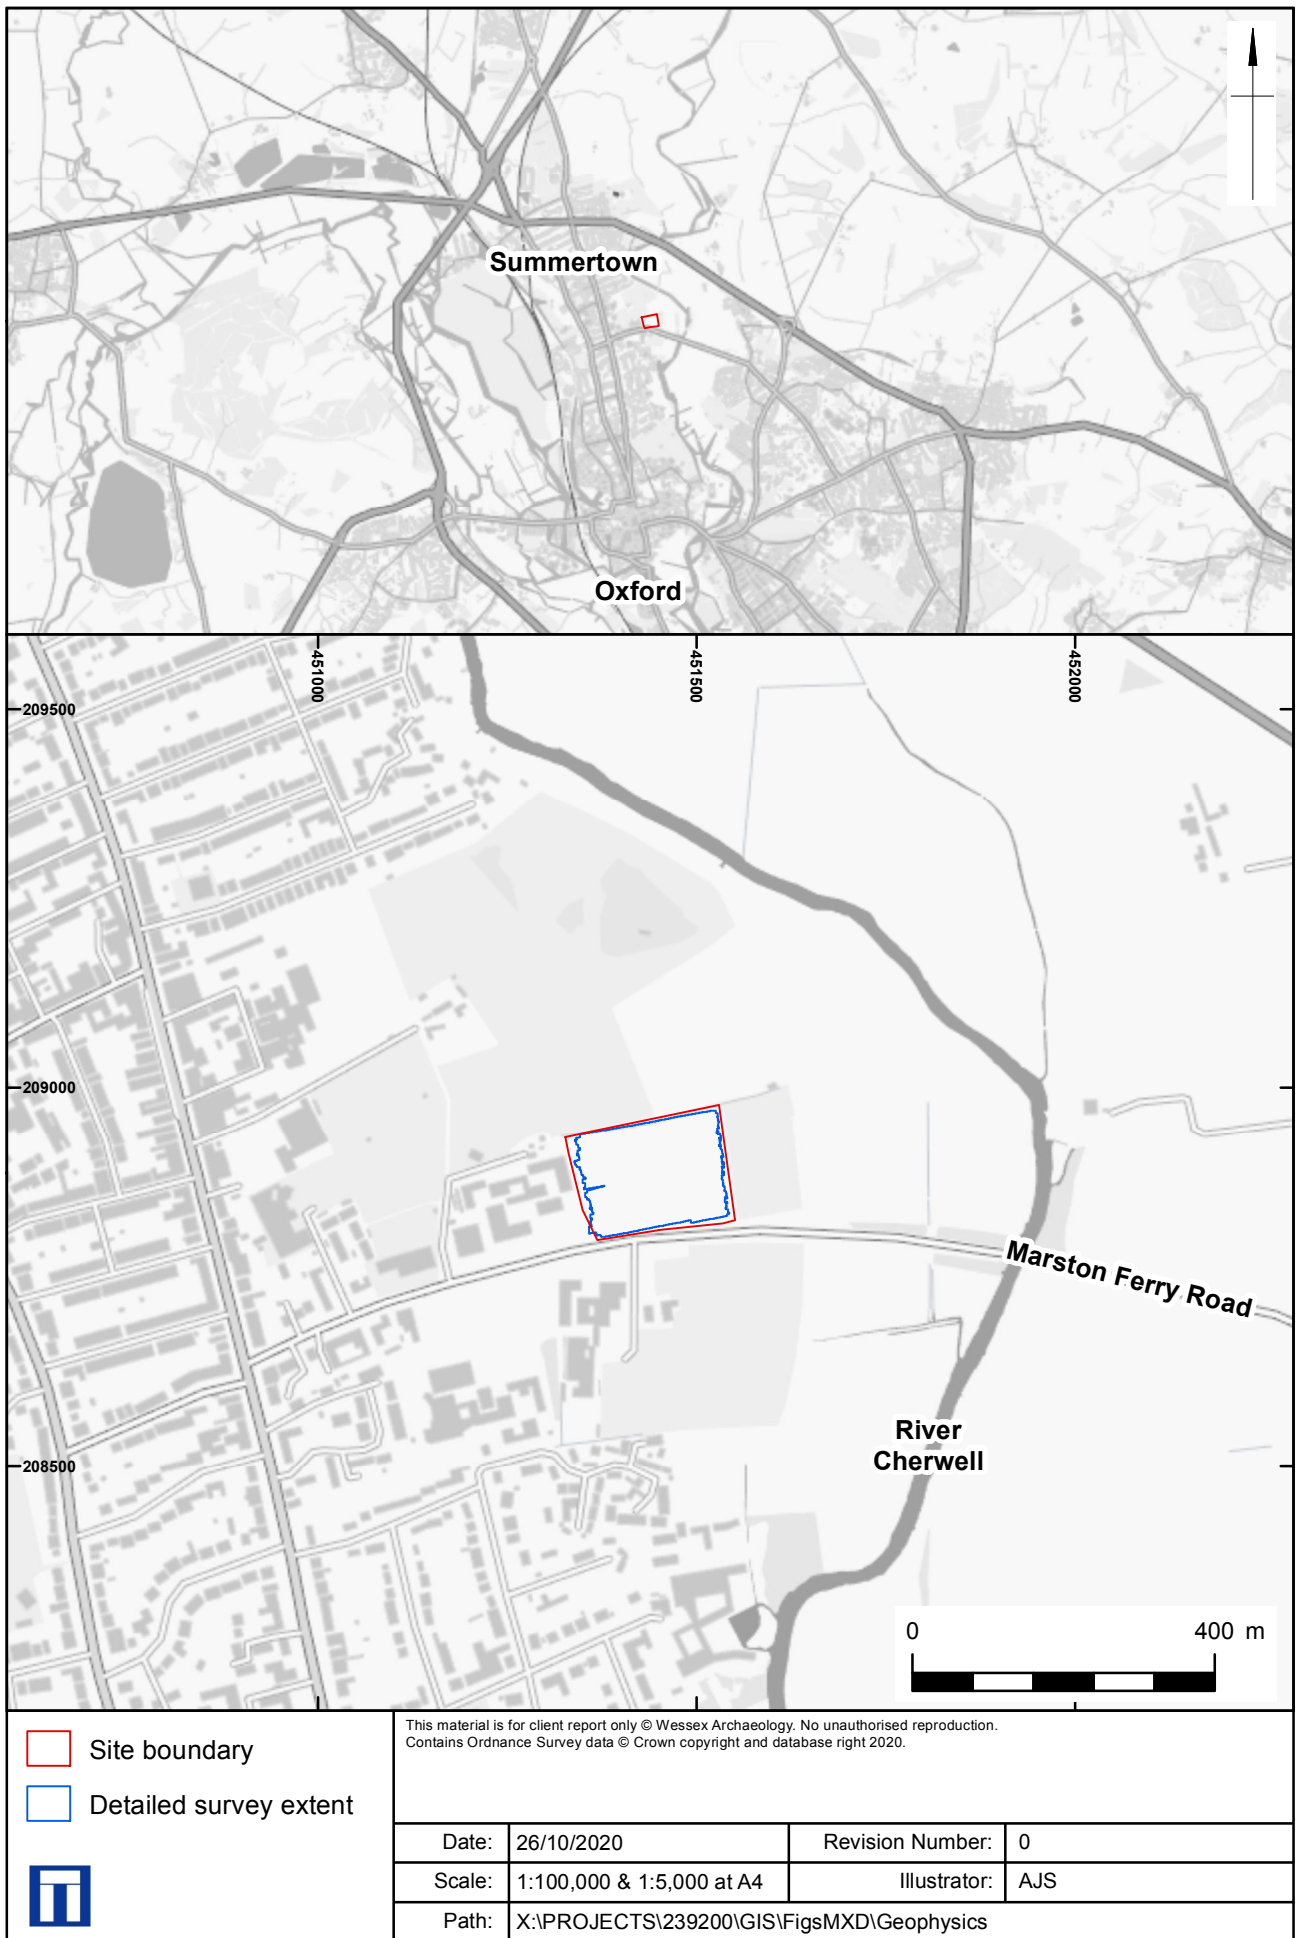 Summertown
Oxford
451000
451500
452000
209500
209000
Marston Ferry Road
River
Cherwell
208500
0 400 m
Site boundary
Detailed survey extent
This material is for client report only © Wessex Archaeology. No unauthorised reproduction.
Contains Ordnance Survey data © Crown copyright and database right 2020.
Date: 26/10/2020 Revision Number: 0
Scale: 1:100,000 & 1:5,000 at A4 Illustrator: AJS
Path: X:\PROJECTS\239200\GIS\FigsMXD\Geophysics